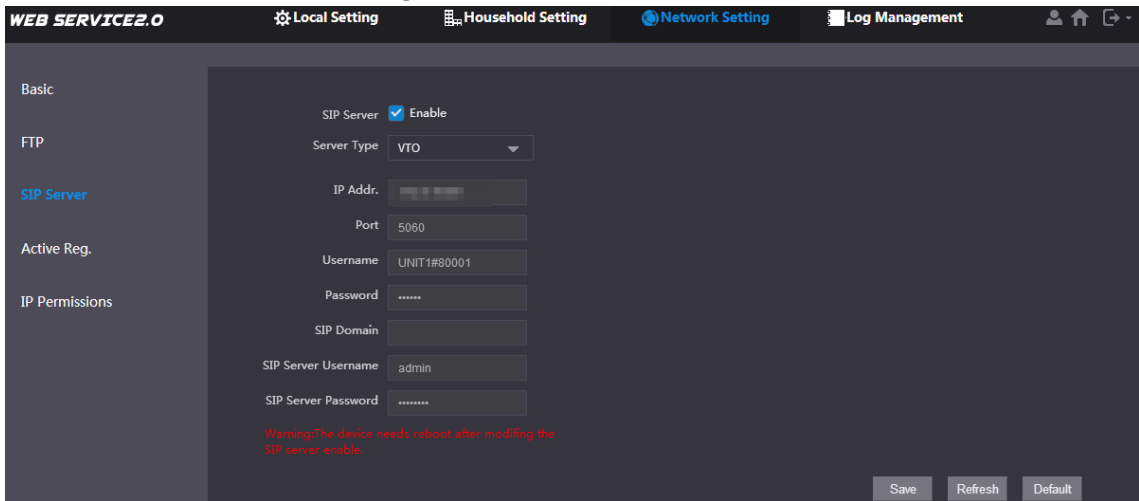 WEB SERVICE2.0
Local Setting
Household Setting
Network Setting
Log Management
Basic
FTP
SIP Server
Active Reg.
IP Permissions
SIP Server Enable
Server Type VTO
IP Addr.
Port 5060
Username UNIT1#80001
Password ••••••
SIP Domain
SIP Server Username admin
SIP Server Password ••••••••
Warning:The device needs reboot after modifing the
SIP server enable.
Save Refresh Default